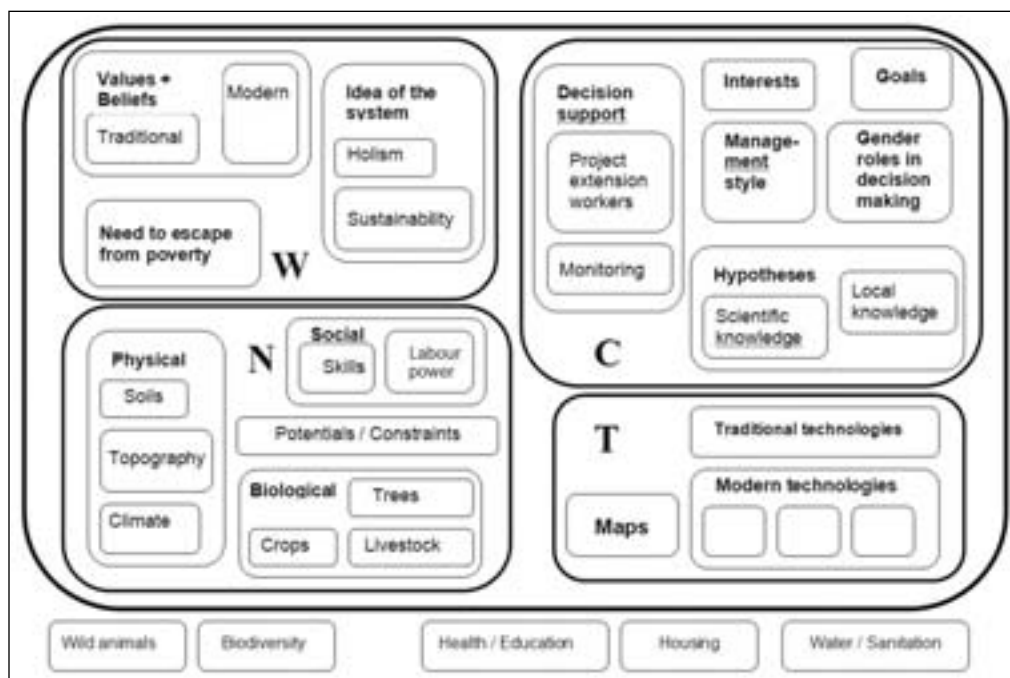 Values +
Beliefs
Modern
Traditional
Idea of the
system
Holism
Sustainability
Need to escape
from poverty
W
Decision
support
Project
extension
workers
Monitoring
Interests
Goals
Manage-
ment
style
Gender
roles in
decision
making
Hypotheses
Scientific
knowledge
Local
knowledge
C
Physical
Soils
Topography
Climate
N
Social
Skills
Labour
power
Potentials / Constraints
Biological
Trees
Crops
Livestock
T
Traditional technologies
Modern technologies
Maps
Wild animals
Biodiversity
Health / Education
Housing
Water / Sanitation